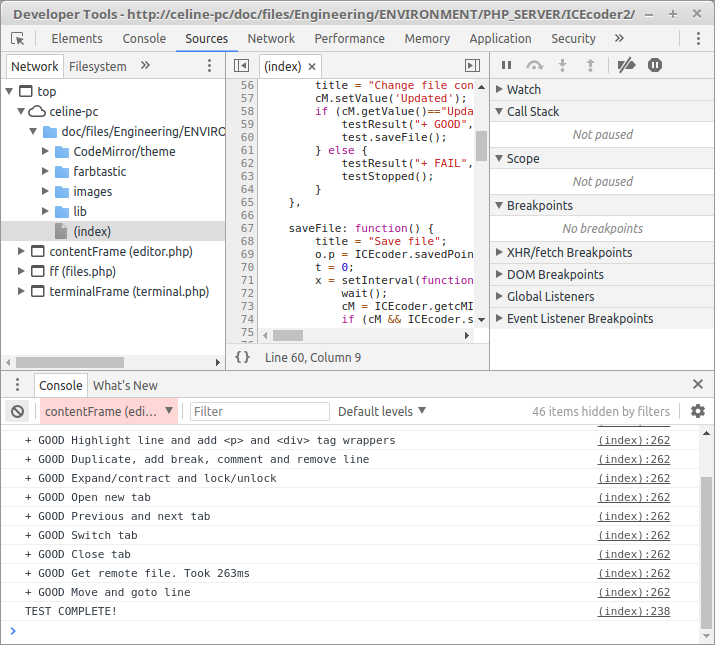 Developer Tools - http://celine-pc/doc/files/Engineering/ENVIRONMENT/PHP_SERVER/ICEcoder2/
Elements Console Sources Network Performance Memory Application Security »
Network Filesystem »
top
celine-pc
doc/files/Engineering/ENVIRO
CodeMirror/theme
farbtastic
images
lib
(index)
contentFrame (editor.php)
ff (files.php)
terminalFrame (terminal.php)
(index) ×
56 title = "Change file con
57 cM.setValue('Updated');
58 if (cM.getValue()=="Upda
59 testResult("+ GOOD",
60 test.saveFile();
61 } else {
62 testResult("+ FAIL",
63 testStopped();
64 }
65 },
66
67 saveFile: function() {
68 title = "Save file";
69 o.p = ICEcoder.savedPoin
70 t = 0;
71 x = setInterval(function
72 wait();
73 cM = ICEcoder.getcMI
74 if (cM && ICEcoder.s
75
{} Line 60, Column 9
Watch
Call Stack
Not paused
Scope
Not paused
Breakpoints
No breakpoints
XHR/fetch Breakpoints
DOM Breakpoints
Global Listeners
Event Listener Breakpoints
Console What's New
contentFrame (edi... Filter Default levels 46 items hidden by filters
+ GOOD Highlight line and add <p> and <div> tag wrappers (index):262
+ GOOD Duplicate, add break, comment and remove line (index):262
+ GOOD Expand/contract and lock/unlock (index):262
+ GOOD Open new tab (index):262
+ GOOD Previous and next tab (index):262
+ GOOD Switch tab (index):262
+ GOOD Close tab (index):262
+ GOOD Get remote file. Took 263ms (index):262
+ GOOD Move and goto line (index):262
TEST COMPLETE! (index):238